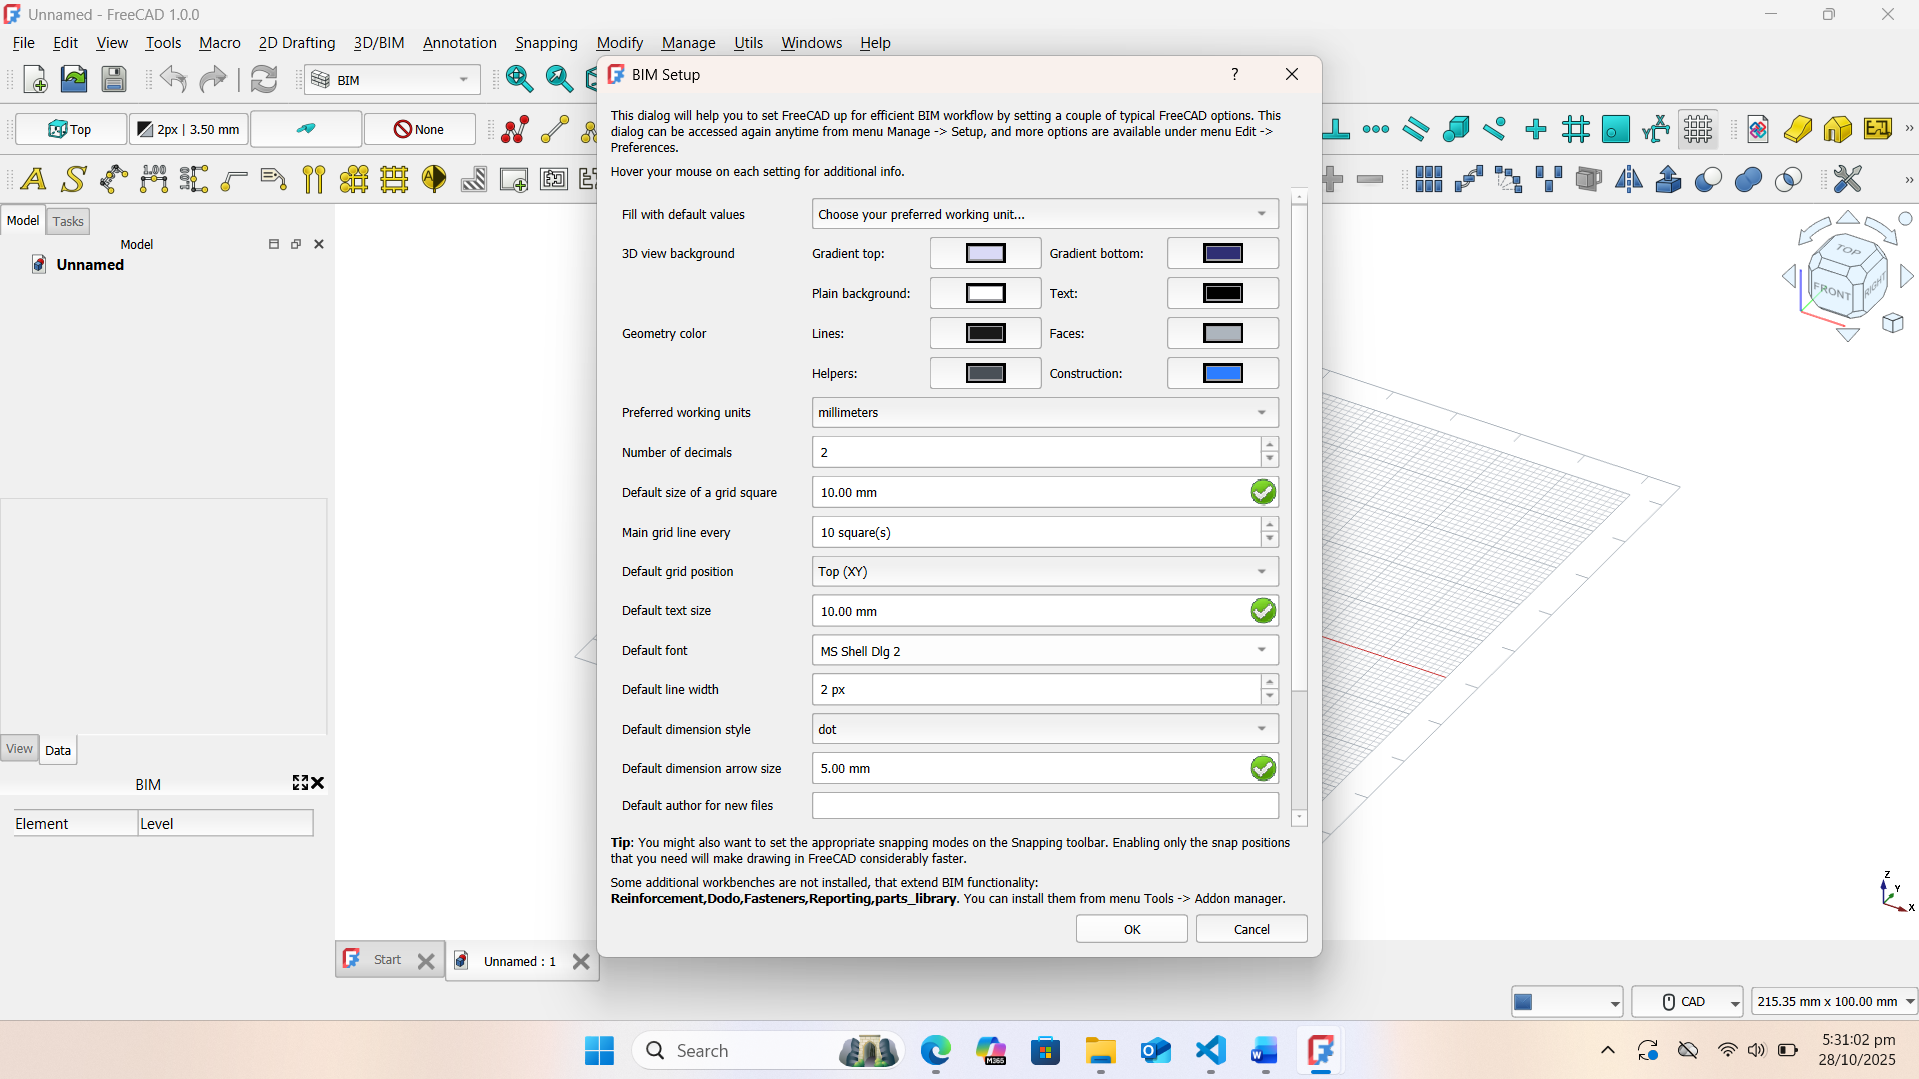 Unnamed - FreeCAD 1.0.0
File Edit View Tools Macro 2D Drafting 3D/BIM Annotation Snapping Modify Manage Utils Windows Help
BIM
Top 2px | 3.50 mm None
1.00
Model Tasks
Model
Unnamed
View Data
BIM
Element Level
BIM Setup
This dialog will help you to set FreeCAD up for efficient BIM workflow by setting a couple of typical FreeCAD options. This
dialog can be accessed again anytime from menu Manage -> Setup, and more options are available under menu Edit ->
Preferences.
Hover your mouse on each setting for additional info.
Fill with default values Choose your preferred working unit...
3D view background Gradient top: Gradient bottom:
Plain background: Text:
Geometry color Lines: Faces:
Helpers: Construction:
Preferred working units millimeters
Number of decimals 2
Default size of a grid square 10.00 mm
Main grid line every 10 square(s)
Default grid position Top (XY)
Default text size 10.00 mm
Default font MS Shell Dlg 2
Default line width 2 px
Default dimension style dot
Default dimension arrow size 5.00 mm
Default author for new files
Tip: You might also want to set the appropriate snapping modes on the Snapping toolbar. Enabling only the snap positions
that you need will make drawing in FreeCAD considerably faster.
Some additional workbenches are not installed, that extend BIM functionality:
Reinforcement,Dodo,Fasteners,Reporting,parts_library. You can install them from menu Tools -> Addon manager.
OK Cancel
TOP
FRONT RIGHT
Z
Y
X
Start Unnamed : 1
CAD 215.35 mm x 100.00 mm
Search
M365
5:31:02 pm
28/10/2025